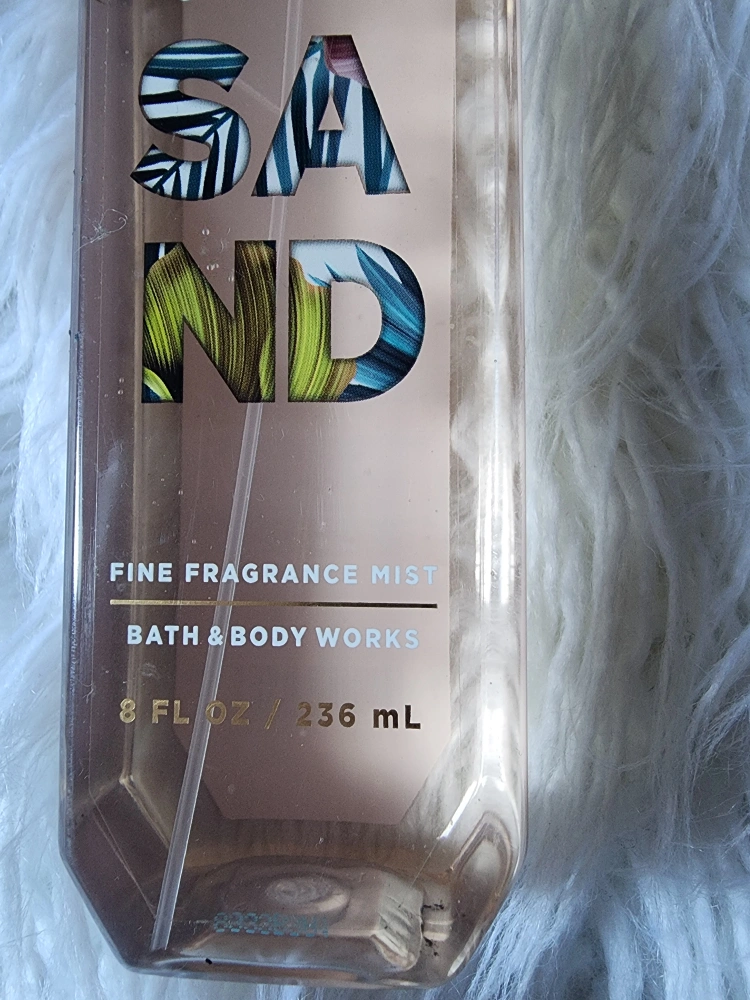 SA
ND
FINE FRAGRANCE MIST
BATH & BODY WORKS
8 FL OZ / 236 mL